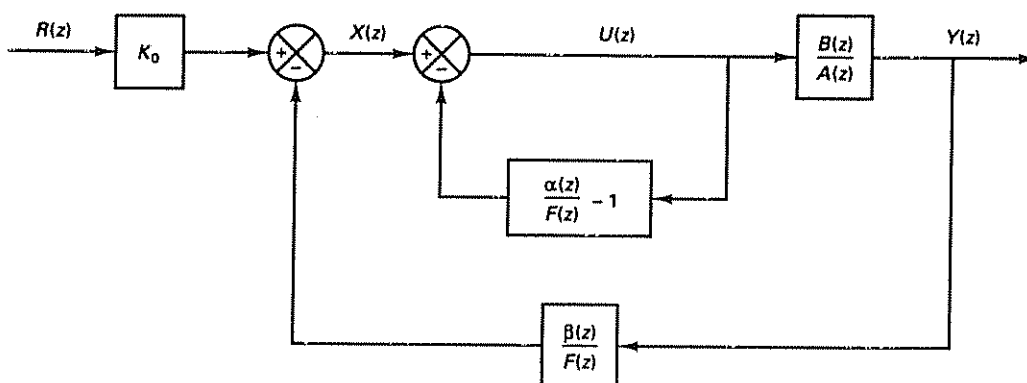 R(z)
K₀
+
−
X(z)
+
−
U(z)
B(z)
A(z)
Y(z)
α(z)
F(z)
− 1
β(z)
F(z)